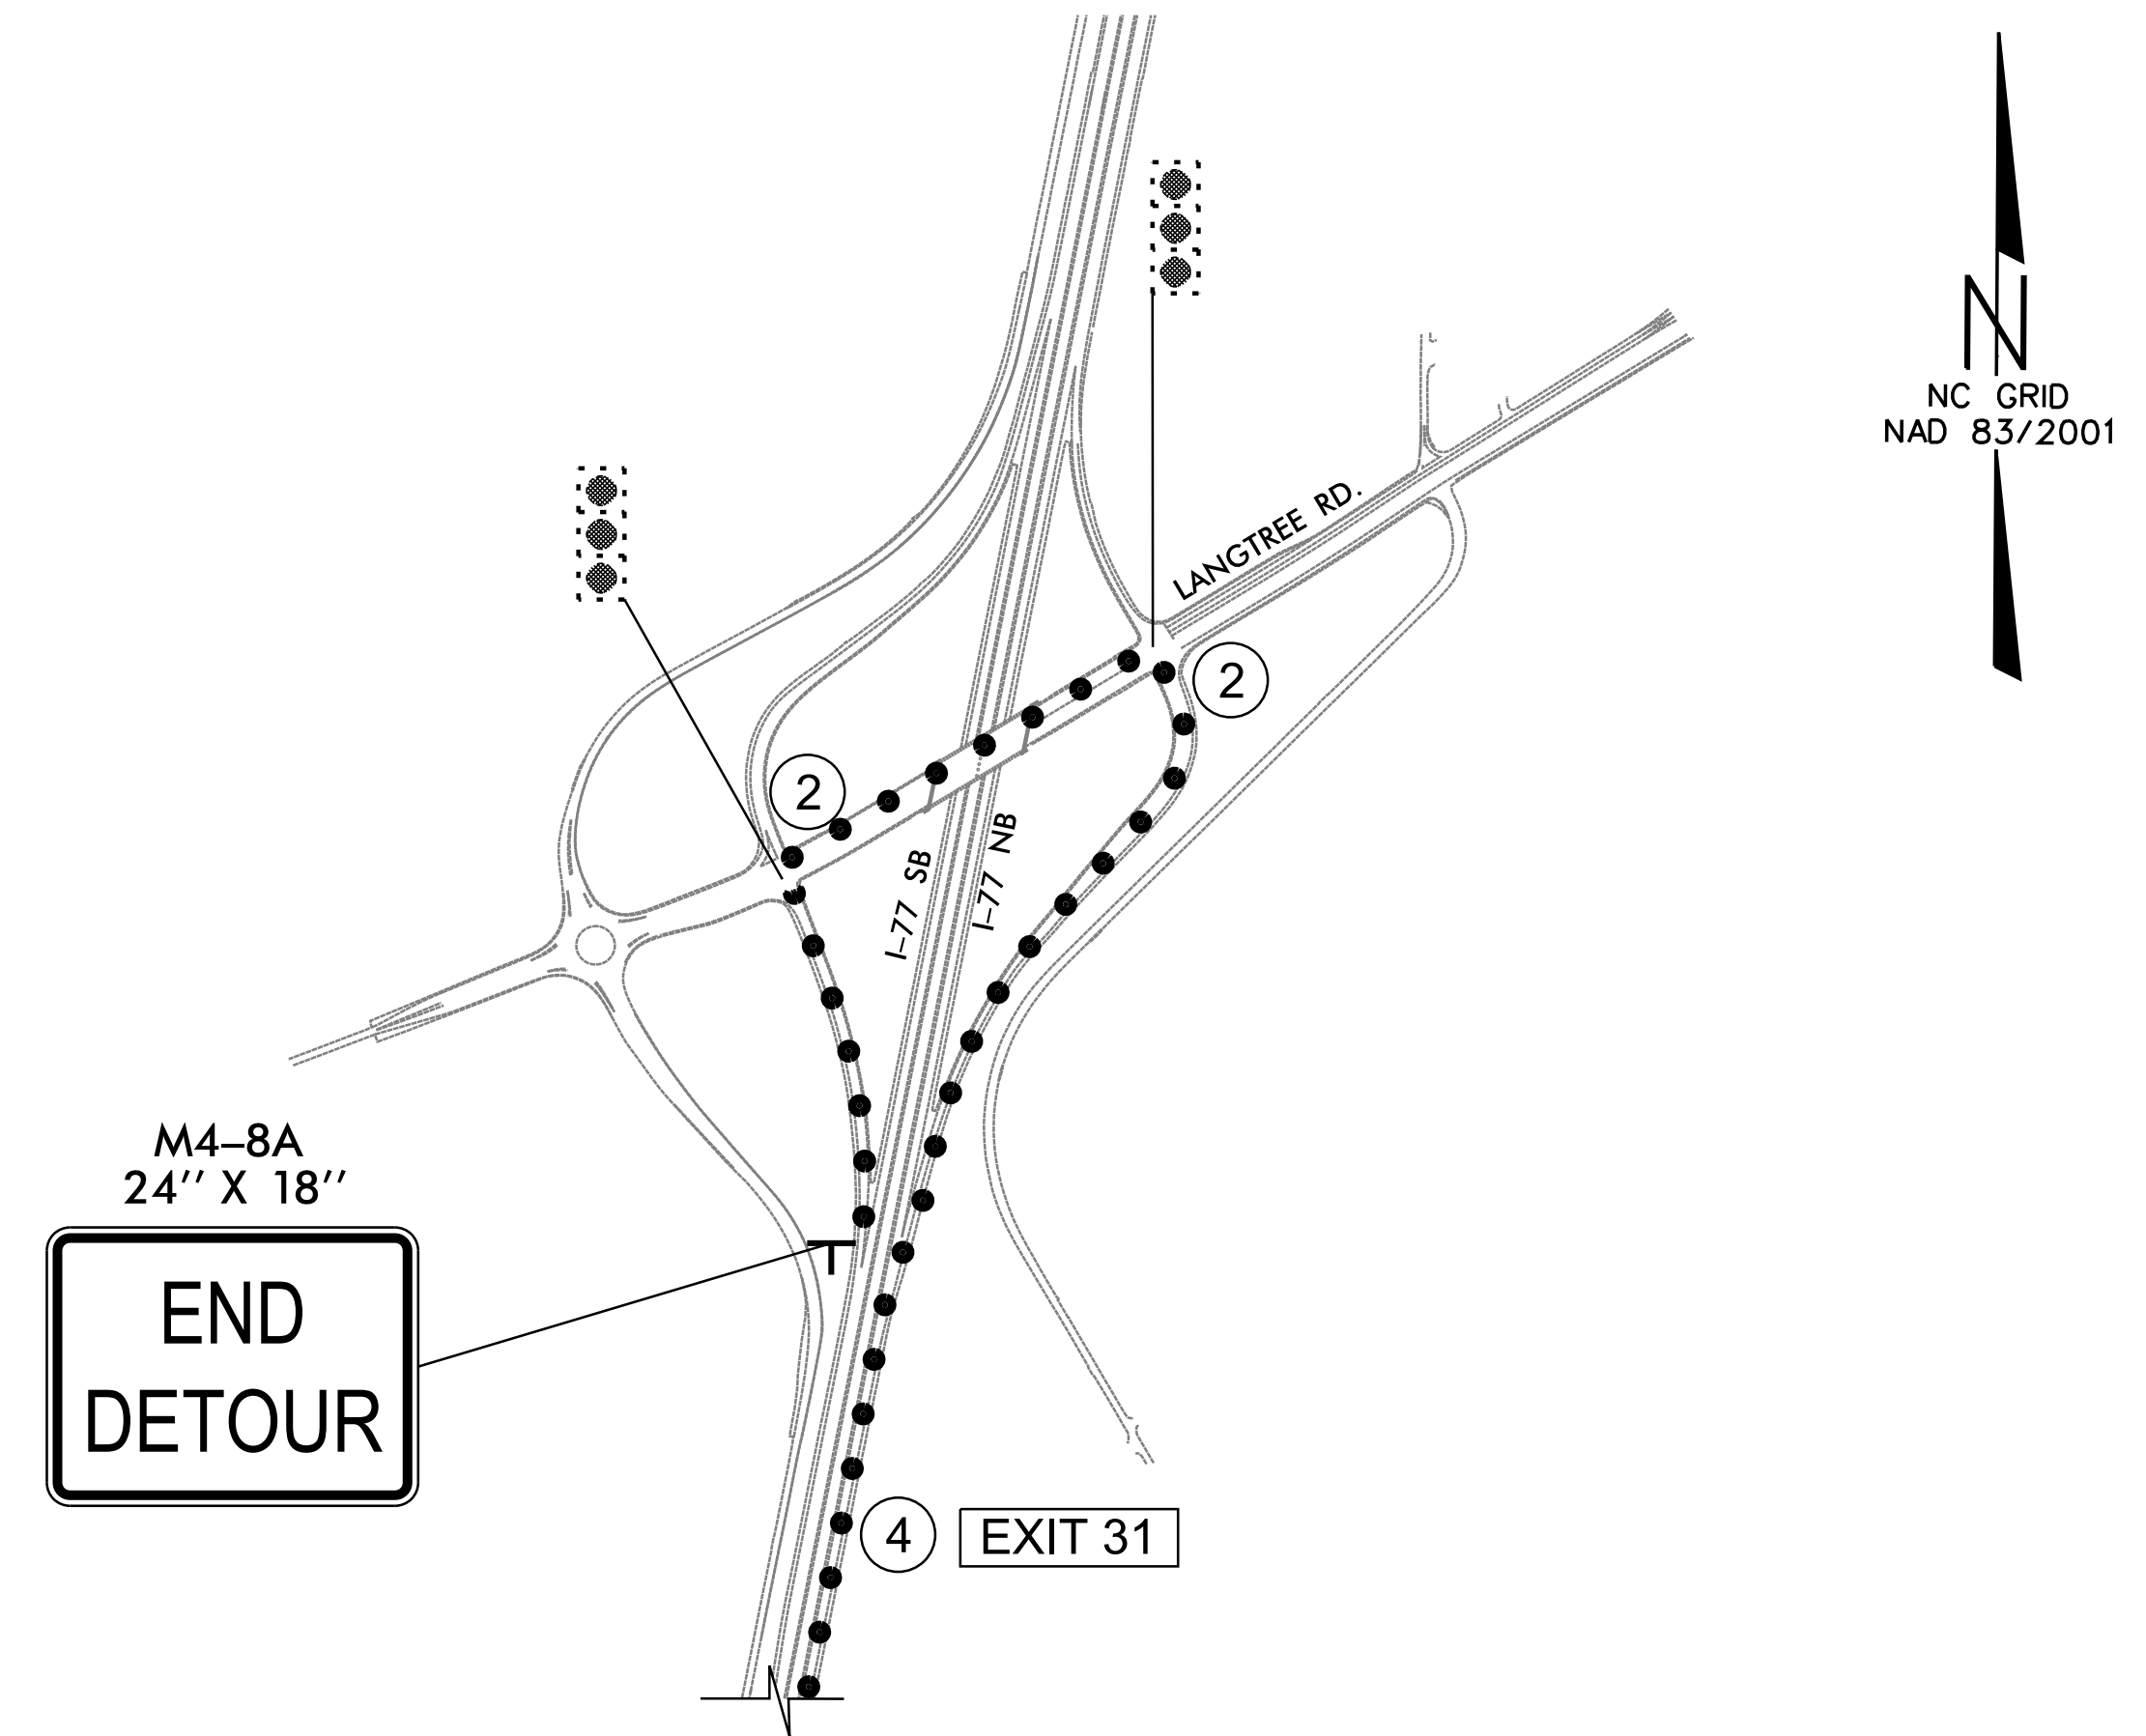 N
NC GRID
NAD 83/2001
LANGTREE RD.
2
2
I-77 SB
I-77 NB
M4-8A
24" X 18"
END
DETOUR
4
EXIT 31